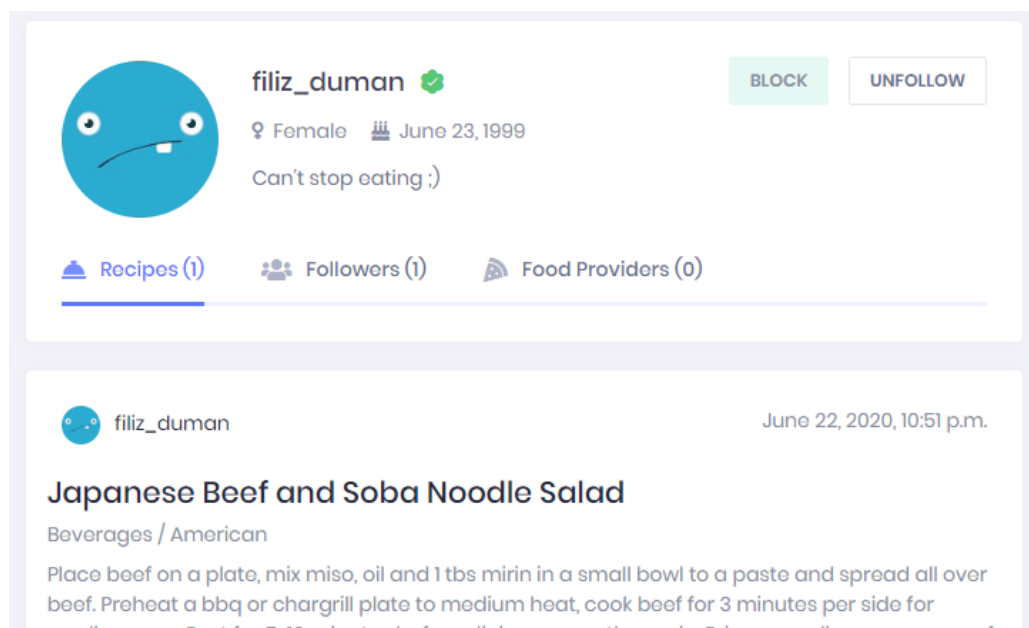 filiz_duman
BLOCK
UNFOLLOW
Female June 23, 1999
Can't stop eating ;)
Recipes (1) Followers (1) Food Providers (0)
filiz_duman
June 22, 2020, 10:51 p.m.
Japanese Beef and Soba Noodle Salad
Beverages / American
Place beef on a plate, mix miso, oil and 1 tbs mirin in a small bowl to a paste and spread all over
beef. Preheat a bbq or chargrill plate to medium heat, cook beef for 3 minutes per side for